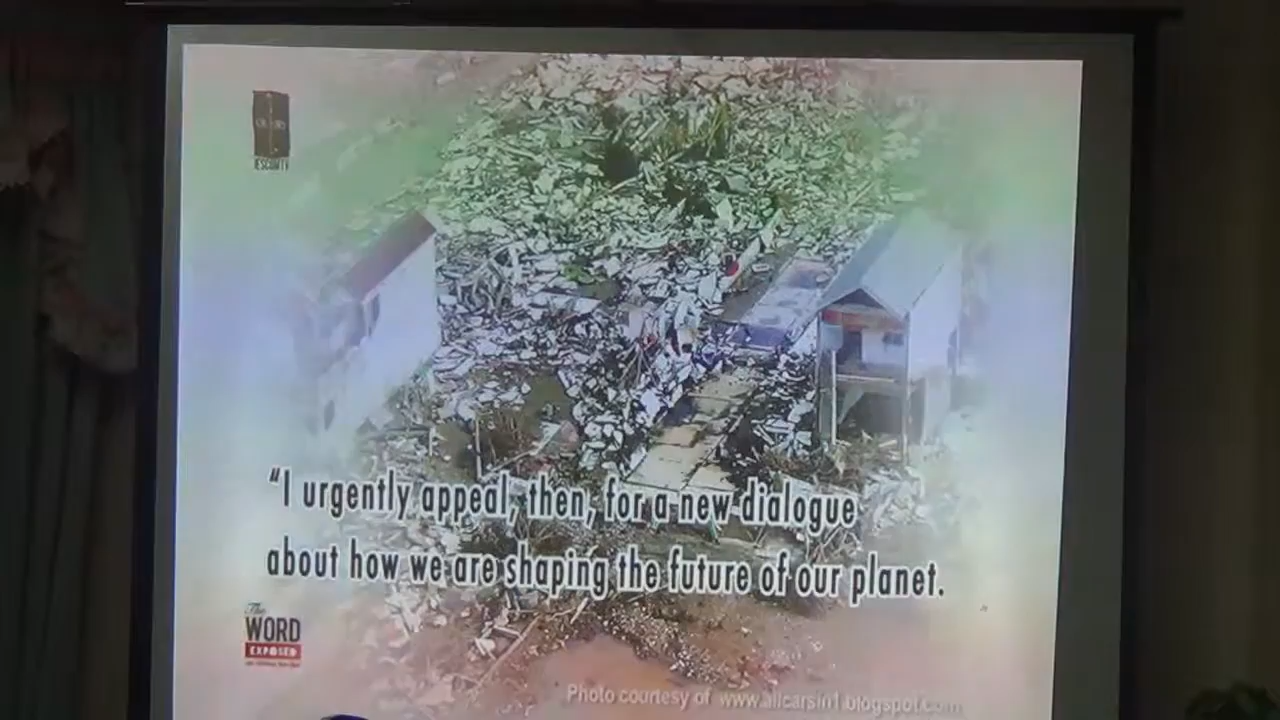 JESCOMTV
"I urgently appeal, then, for a new dialogue
about how we are shaping the future of our planet.
The
WORD
EXPOSED
Photo courtesy of www.allcarsin1.blogspot.com